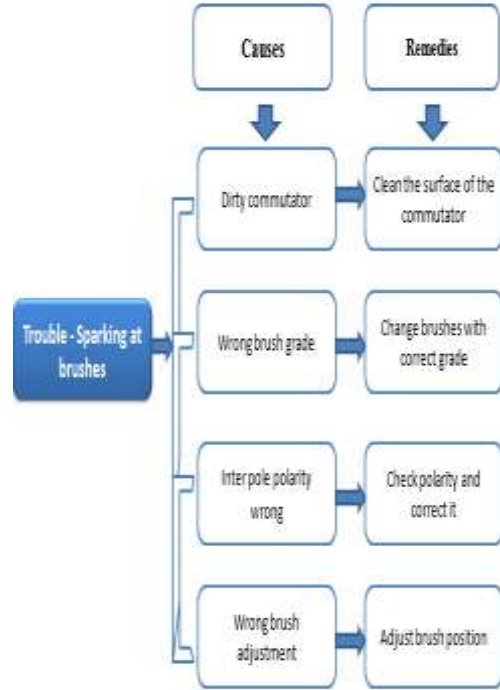 Causes
Remedies
Dirty commutator
Clean the surface of the
commutator
Trouble - Sparking at
brushes
Wrong brush grade
Change brushes with
correct grade
Inter pole polarity
wrong
Check polarity and
correct it
Wrong brush
adjustment
Adjust brush position